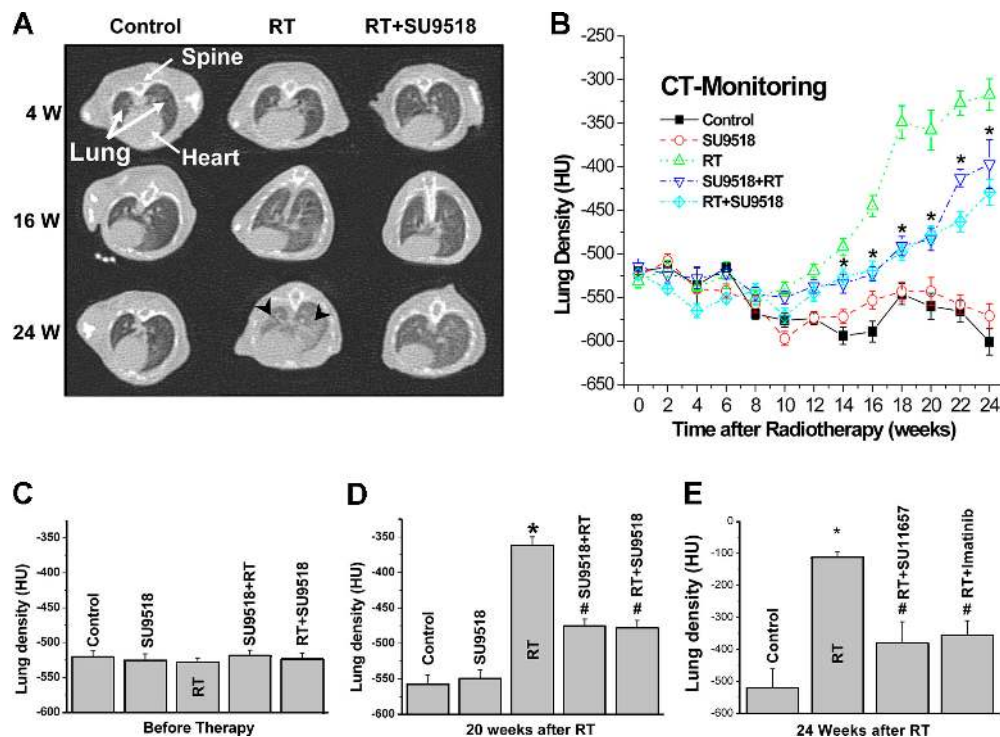 A
Control RT RT+SU9518
4 W
Spine
Lung
Heart
16 W
24 W
B
CT-Monitoring
Control
SU9518
RT
SU9518+RT
RT+SU9518
Lung Density (HU)
-250
-300
-350
-400
-450
-500
-550
-600
-650
* * * * * *
0 2 4 6 8 10 12 14 16 18 20 22 24
Time after Radiotherapy (weeks)
C
Lung density (HU)
-350
-400
-450
-500
-550
-600
Control
SU9518
RT
SU9518+RT
RT+SU9518
Before Therapy
D
Lung density (HU)
-350
-400
-450
-500
-550
-600
Control
SU9518
*
RT
# SU9518+RT
# RT+SU9518
20 weeks after RT
E
Lung density (HU)
0
-100
-200
-300
-400
-500
-600
Control
*
RT
# RT+SU11657
# RT+Imatinib
24 Weeks after RT